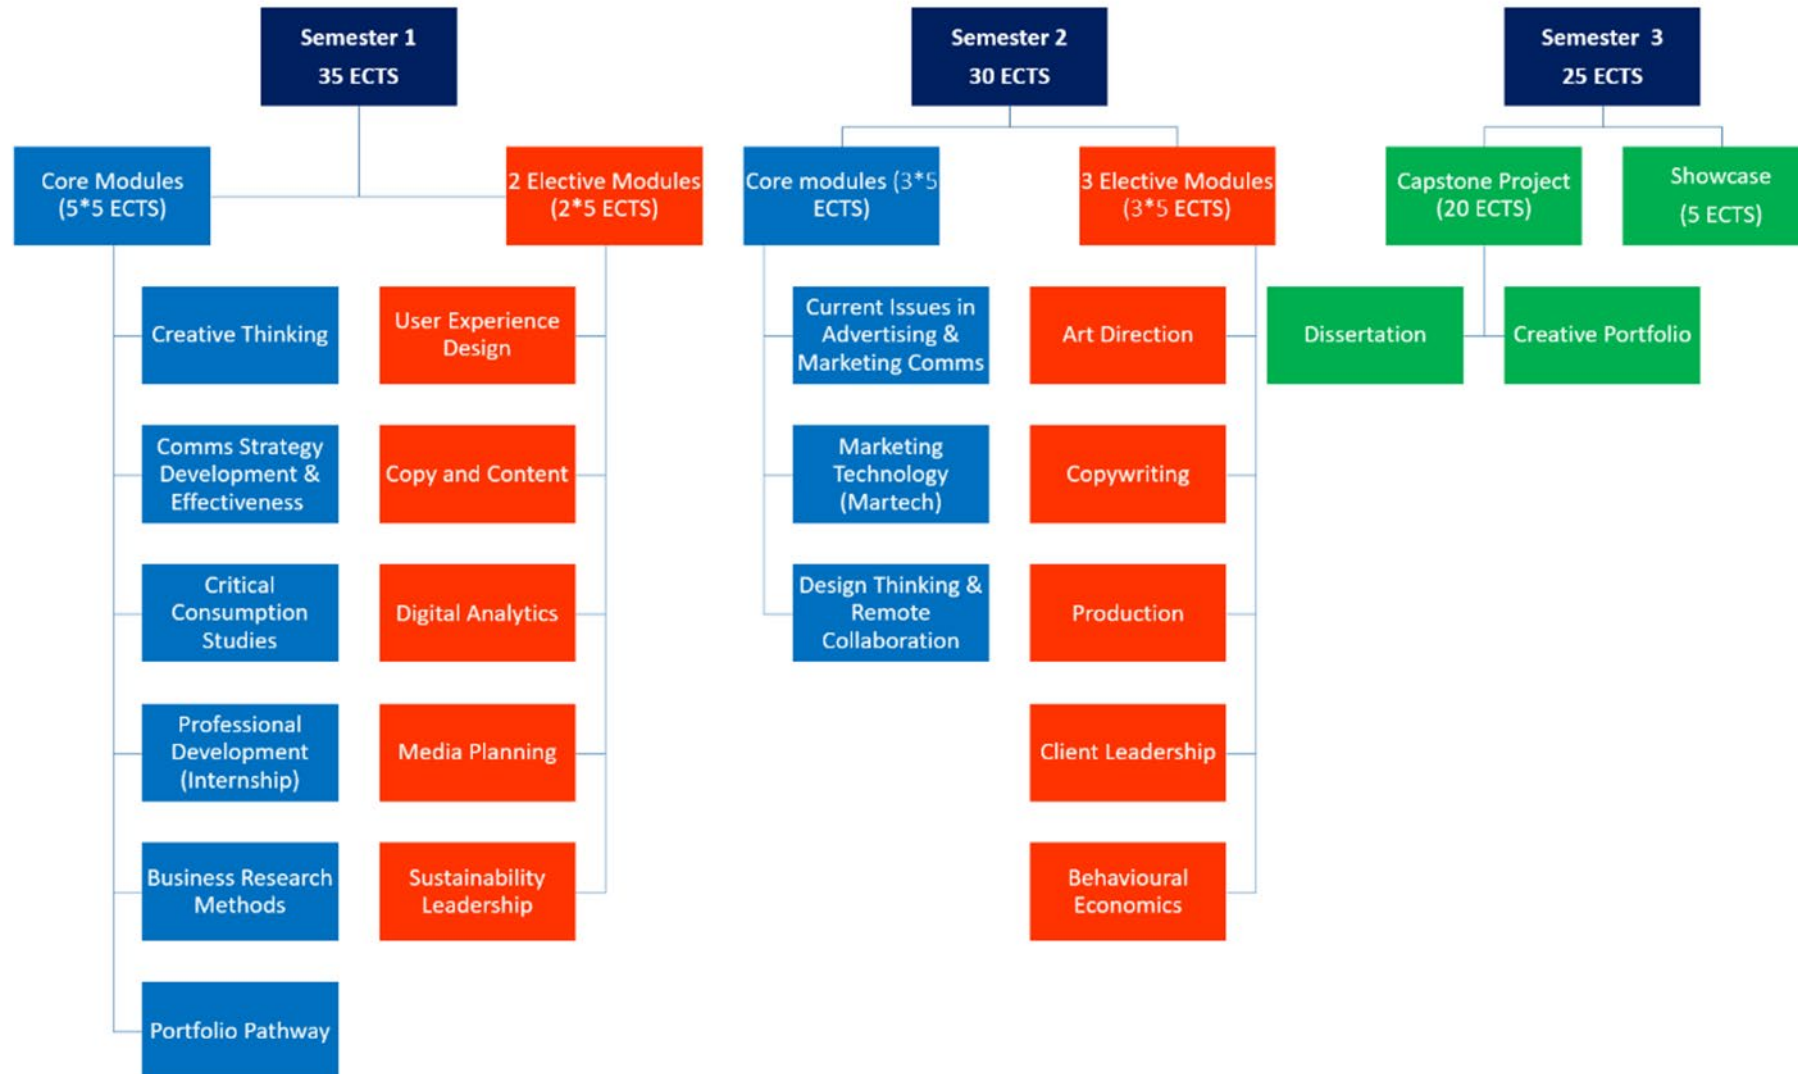 Semester 1
35 ECTS
Core Modules
(5*5 ECTS)
2 Elective Modules
(2*5 ECTS)
Creative Thinking
Comms Strategy
Development &
Effectiveness
Critical
Consumption
Studies
Professional
Development
(Internship)
Business Research
Methods
Portfolio Pathway
User Experience
Design
Copy and Content
Digital Analytics
Media Planning
Sustainability
Leadership
Semester 2
30 ECTS
Core modules (3*5
ECTS)
3 Elective Modules
(3*5 ECTS)
Current Issues in
Advertising &
Marketing Comms
Marketing
Technology
(Martech)
Design Thinking &
Remote
Collaboration
Art Direction
Copywriting
Production
Client Leadership
Behavioural
Economics
Semester 3
25 ECTS
Capstone Project
(20 ECTS)
Showcase
(5 ECTS)
Dissertation
Creative Portfolio